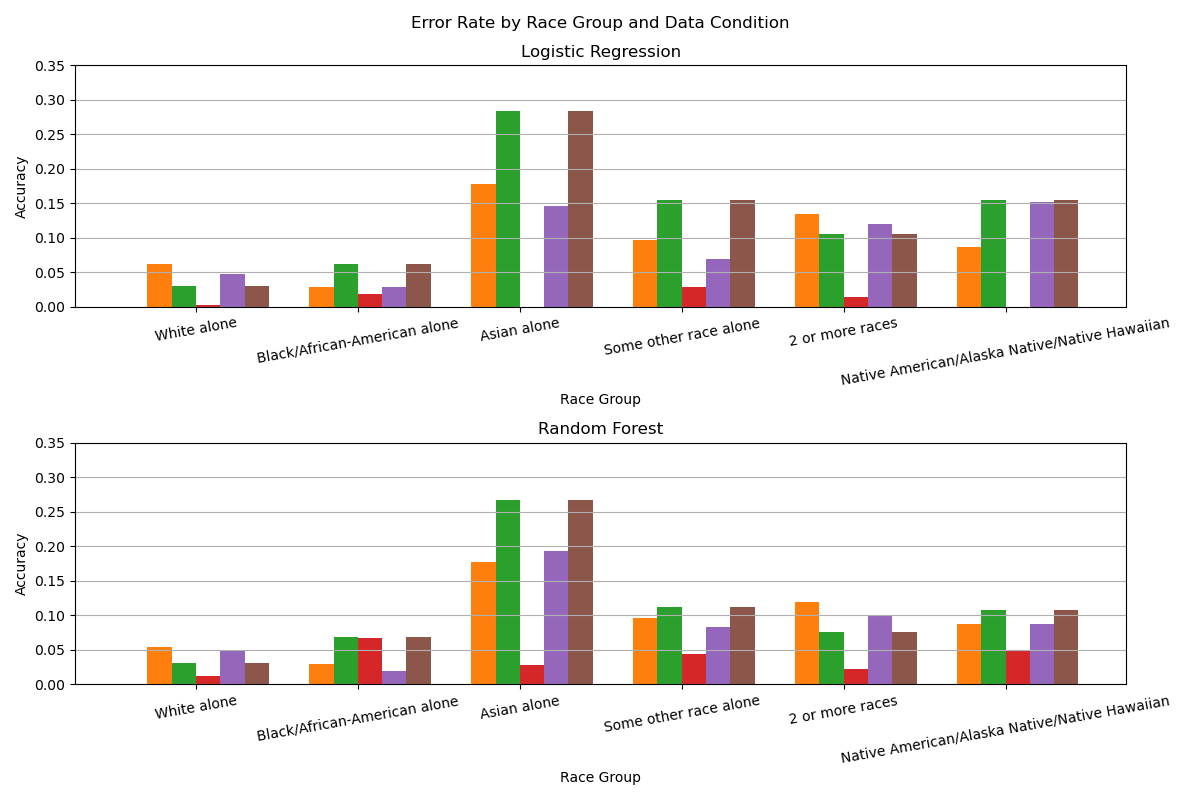 Error Rate by Race Group and Data Condition
Logistic Regression
0.35
0.30
0.25
0.20
0.15
0.10
0.05
0.00
Accuracy
White alone
Black/African-American alone
Asian alone
Some other race alone
2 or more races
Native American/Alaska Native/Native Hawaiian
Race Group
Random Forest
0.35
0.30
0.25
0.20
0.15
0.10
0.05
0.00
Accuracy
White alone
Black/African-American alone
Asian alone
Some other race alone
2 or more races
Native American/Alaska Native/Native Hawaiian
Race Group